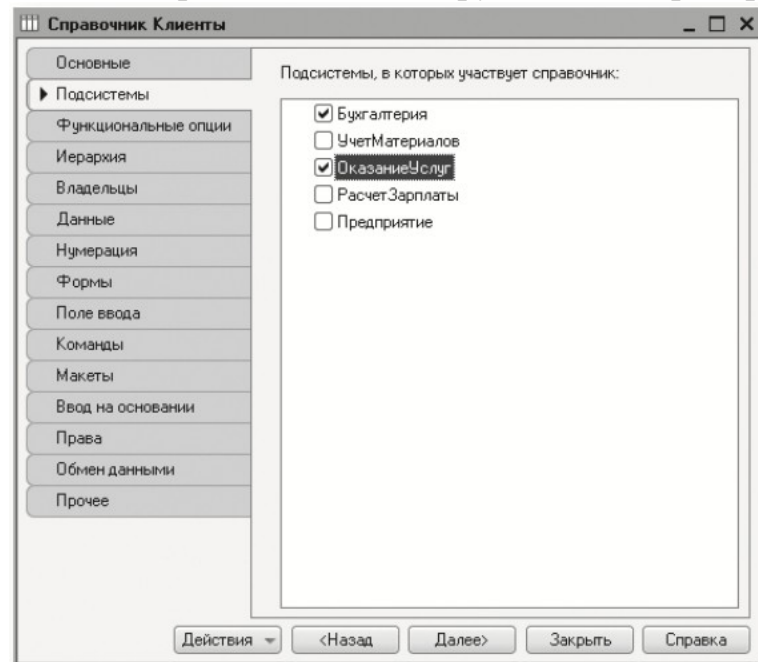 Справочник Клиенты
Основные
Подсистемы
Функциональные опции
Иерархия
Владельцы
Данные
Нумерация
Формы
Поле ввода
Команды
Макеты
Ввод на основании
Права
Обмен данными
Прочее
Подсистемы, в которых участвует справочник:
Бухгалтерия
УчетМатериалов
ОказаниеУслуг
РасчетЗарплаты
Предприятие
Действия
<Назад
Далее>
Закрыть
Справка